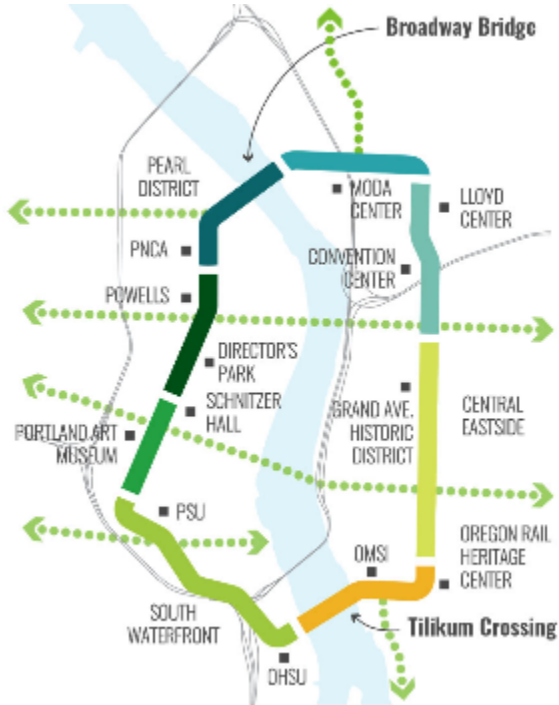 Broadway Bridge
PEARL
DISTRICT
MODA
CENTER
LLOYD
CENTER
PNCA
CONVENTION
CENTER
POWELLS
DIRECTOR'S
PARK
SCHNITZER
HALL
GRAND AVE.
HISTORIC
DISTRICT
CENTRAL
EASTSIDE
PORTLAND ART
MUSEUM
PSU
OMSI
OREGON RAIL
HERITAGE
CENTER
SOUTH
WATERFRONT
Tilikum Crossing
OHSU